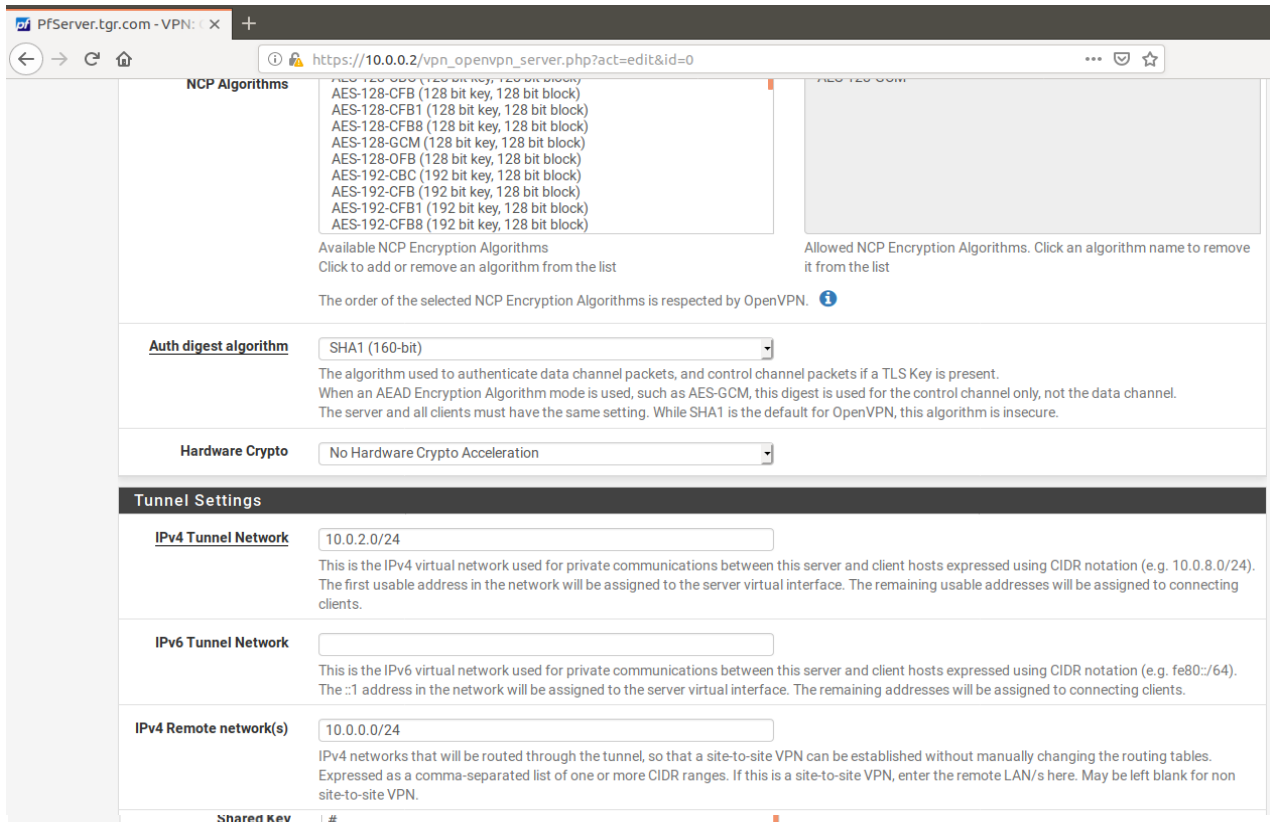 PfServer.tgr.com - VPN:
https://10.0.0.2/vpn_openvpn_server.php?act=edit&id=0
NCP Algorithms
AES-128-CBC (128 bit key, 128 bit block)
AES-128-GCM
AES-128-CFB (128 bit key, 128 bit block)
AES-128-CFB1 (128 bit key, 128 bit block)
AES-128-CFB8 (128 bit key, 128 bit block)
AES-128-GCM (128 bit key, 128 bit block)
AES-128-OFB (128 bit key, 128 bit block)
AES-192-CBC (192 bit key, 128 bit block)
AES-192-CFB (192 bit key, 128 bit block)
AES-192-CFB1 (192 bit key, 128 bit block)
AES-192-CFB8 (192 bit key, 128 bit block)
Available NCP Encryption Algorithms
Click to add or remove an algorithm from the list
Allowed NCP Encryption Algorithms. Click an algorithm name to remove
it from the list
The order of the selected NCP Encryption Algorithms is respected by OpenVPN.
Auth digest algorithm
SHA1 (160-bit)
The algorithm used to authenticate data channel packets, and control channel packets if a TLS Key is present.
When an AEAD Encryption Algorithm mode is used, such as AES-GCM, this digest is used for the control channel only, not the data channel.
The server and all clients must have the same setting. While SHA1 is the default for OpenVPN, this algorithm is insecure.
Hardware Crypto
No Hardware Crypto Acceleration
Tunnel Settings
IPv4 Tunnel Network
10.0.2.0/24
This is the IPv4 virtual network used for private communications between this server and client hosts expressed using CIDR notation (e.g. 10.0.8.0/24).
The first usable address in the network will be assigned to the server virtual interface. The remaining usable addresses will be assigned to connecting
clients.
IPv6 Tunnel Network
This is the IPv6 virtual network used for private communications between this server and client hosts expressed using CIDR notation (e.g. fe80::/64).
The ::1 address in the network will be assigned to the server virtual interface. The remaining addresses will be assigned to connecting clients.
IPv4 Remote network(s)
10.0.0.0/24
IPv4 networks that will be routed through the tunnel, so that a site-to-site VPN can be established without manually changing the routing tables.
Expressed as a comma-separated list of one or more CIDR ranges. If this is a site-to-site VPN, enter the remote LAN/s here. May be left blank for non
site-to-site VPN.
Shared Key
#